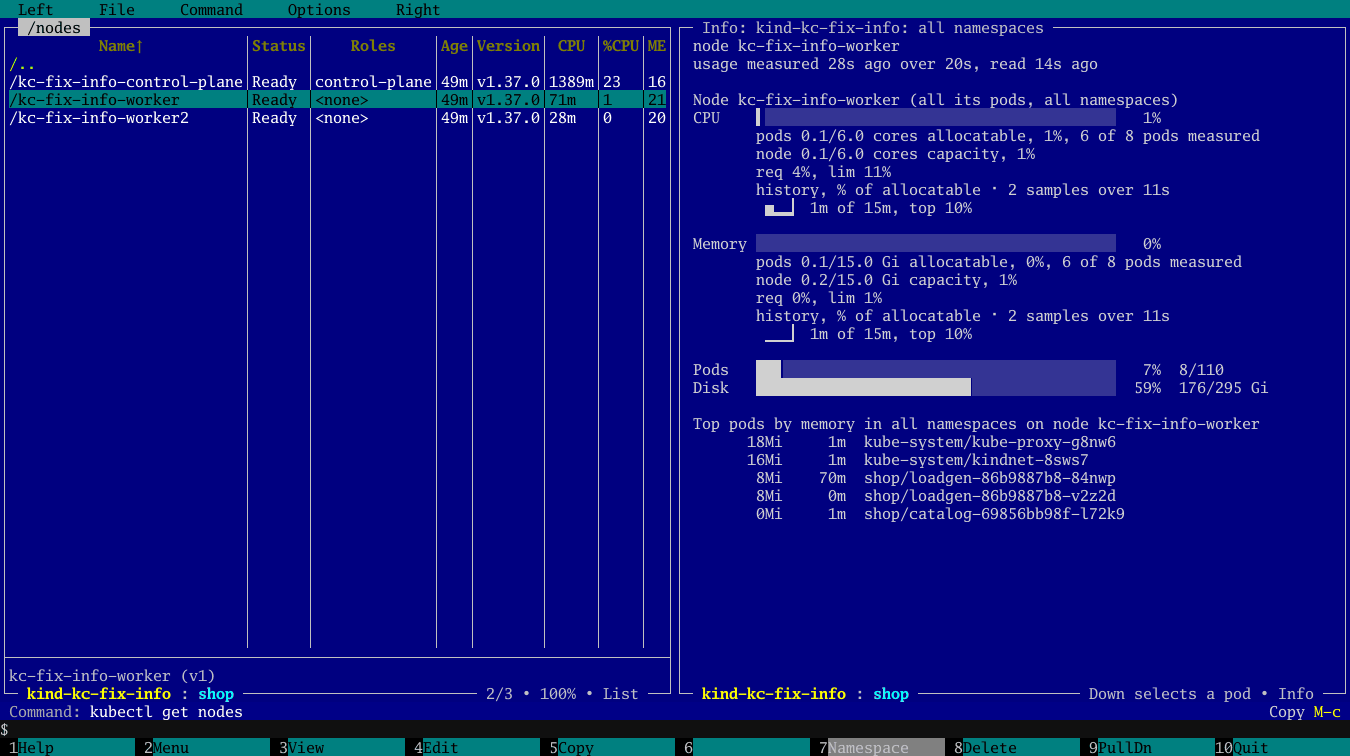 Left File Command Options Right
/nodes
Name↑ Status Roles Age Version CPU %CPU ME
/..
/kc-fix-info-control-plane Ready control-plane 49m v1.37.0 1389m 23 16
/kc-fix-info-worker Ready <none> 49m v1.37.0 71m 1 21
/kc-fix-info-worker2 Ready <none> 49m v1.37.0 28m 0 20
kc-fix-info-worker (v1)
kind-kc-fix-info : shop 2/3 • 100% • List
Info: kind-kc-fix-info: all namespaces
node kc-fix-info-worker
usage measured 28s ago over 20s, read 14s ago
Node kc-fix-info-worker (all its pods, all namespaces)
CPU 1%
pods 0.1/6.0 cores allocatable, 1%, 6 of 8 pods measured
node 0.1/6.0 cores capacity, 1%
req 4%, lim 11%
history, % of allocatable · 2 samples over 11s
1m of 15m, top 10%
Memory 0%
pods 0.1/15.0 Gi allocatable, 0%, 6 of 8 pods measured
node 0.2/15.0 Gi capacity, 1%
req 0%, lim 1%
history, % of allocatable · 2 samples over 11s
1m of 15m, top 10%
Pods 7% 8/110
Disk 59% 176/295 Gi
Top pods by memory in all namespaces on node kc-fix-info-worker
18Mi 1m kube-system/kube-proxy-g8nw6
16Mi 1m kube-system/kindnet-8sws7
8Mi 70m shop/loadgen-86b9887b8-84nwp
8Mi 0m shop/loadgen-86b9887b8-v2z2d
0Mi 1m shop/catalog-69856bb98f-l72k9
kind-kc-fix-info : shop Down selects a pod • Info
Command: kubectl get nodes Copy M-c
$
1Help 2Menu 3View 4Edit 5Copy 6 7Namespace 8Delete 9PullDn 10Quit